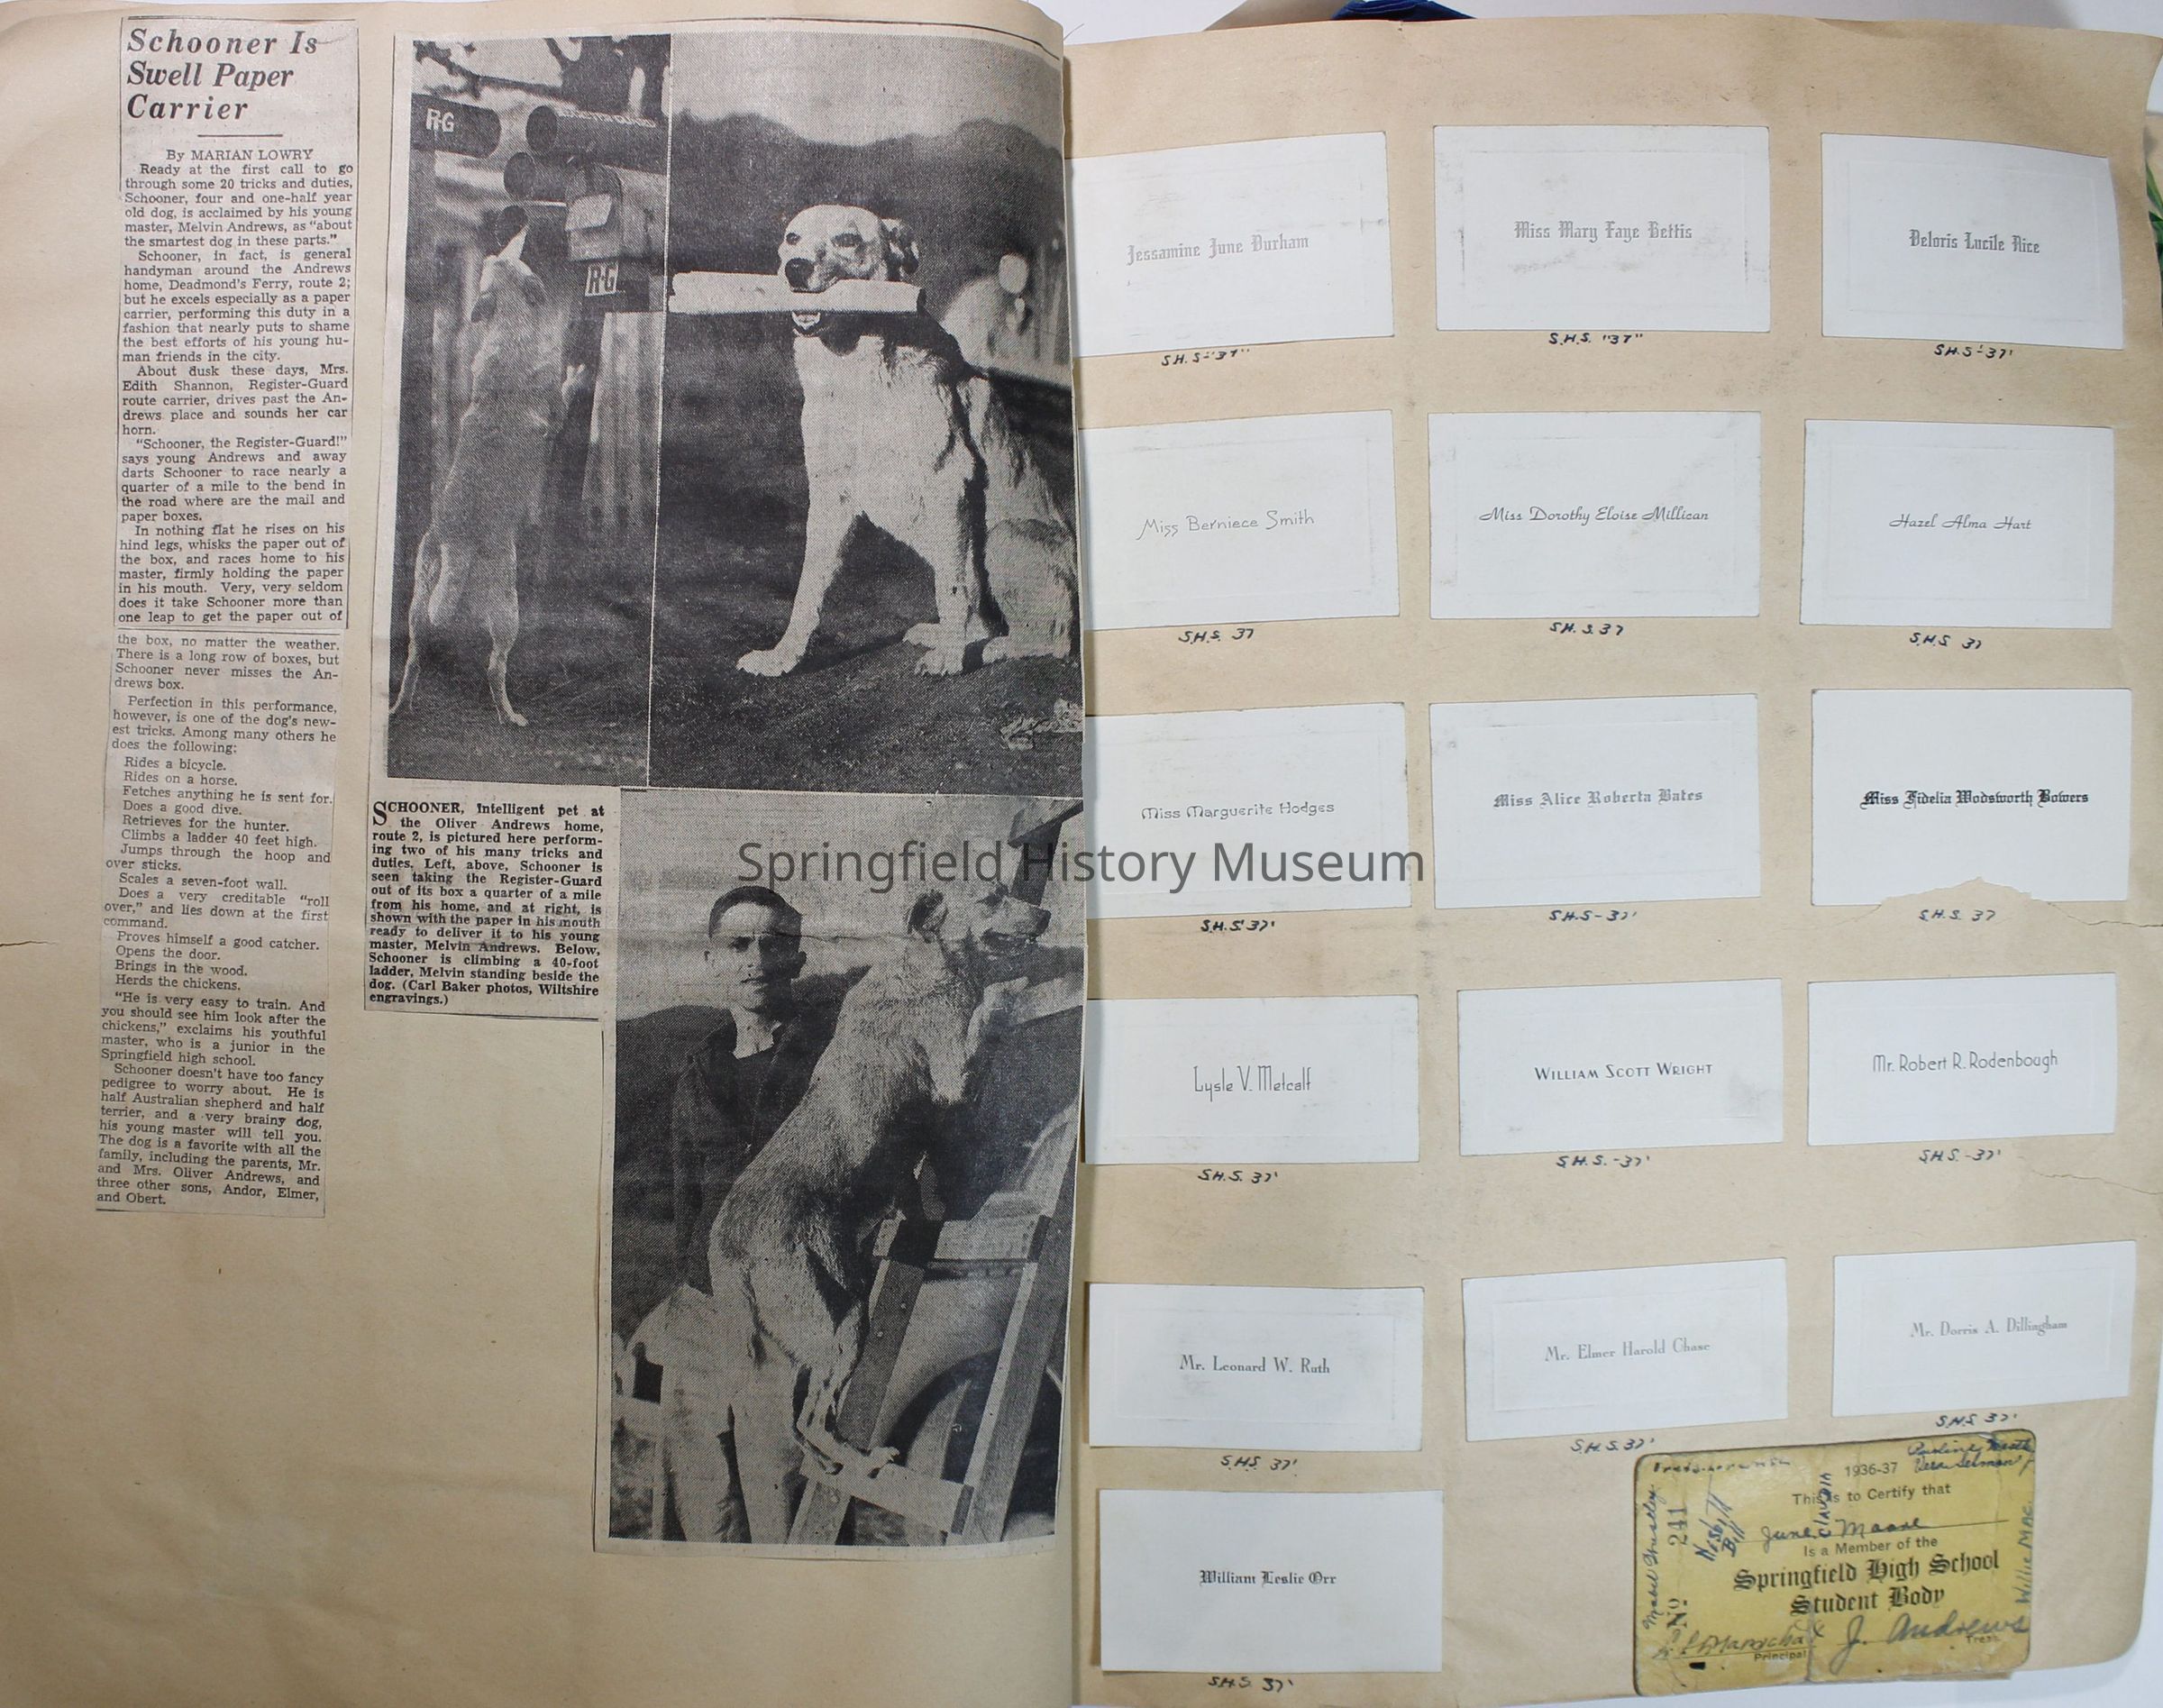 Schooner Is
Swell Paper
Carrier
By MARIAN LOWRY
Ready at the first call to go
through some 20 tricks and duties,
Schooner, four and one-half year
old dog, is acclaimed by his young
master, Melvin Andrews, as "about
the smartest dog in these parts."
Schooner, in fact, is general
handyman around the Andrews
home, Deadmond's Ferry, route 2;
but he excels especially as a paper
carrier, performing this duty in a
fashion that nearly puts to shame
the best efforts of his young hu-
man friends in the city.
About dusk these days, Mrs.
Edith Shannon, Register-Guard
route carrier, drives past the An-
drews place and sounds her car
horn.
"Schooner, the Register-Guard!"
says young Andrews and away
darts Schooner to race nearly a
quarter of a mile to the bend in
the road where are the mail and
paper boxes.
In nothing flat he rises on his
hind legs, whisks the paper out of
the box, and races home to his
master, firmly holding the paper
in his mouth. Very, very seldom
does it take Schooner more than
one leap to get the paper out of
the box, no matter the weather.
There is a long row of boxes, but
Schooner never misses the An-
drews box.
Perfection in this performance,
however, is one of the dog's new-
est tricks. Among many others he
does the following:
Rides a bicycle.
Rides on a horse.
Fetches anything he is sent for.
Does a good dive.
Retrieves for the hunter.
Climbs a ladder 40 feet high.
Jumps through the hoop and
over sticks.
Scales a seven-foot wall.
Does a very creditable "roll
over," and lies down at the first
command.
Proves himself a good catcher.
Opens the door.
Brings in the wood.
Herds the chickens.
"He is very easy to train. And
you should see him look after the
chickens," exclaims his youthful
master, who is a junior in the
Springfield high school.
Schooner doesn't have too fancy
pedigree to worry about. He is
half Australian shepherd and half
terrier, and a very brainy dog,
his young master will tell you.
The dog is a favorite with all the
family, including the parents, Mr.
and Mrs. Oliver Andrews, and
three other sons, Andor, Elmer,
and Obert.
R-G
R-G
SCHOONER, intelligent pet at
the Oliver Andrews home,
route 2, is pictured here perform-
ing two of his many tricks and
duties. Left, above, Schooner is
seen taking the Register-Guard
out of its box a quarter of a mile
from his home, and at right, is
shown with the paper in his mouth
ready to deliver it to his young
master, Melvin Andrews. Below,
Schooner is climbing a 40-foot
ladder, Melvin standing beside the
dog. (Carl Baker photos, Wiltshire
engravings.)
Springfield History Museum
Jessamine June Durham
S.H.S-"37"
Miss Mary Faye Bettis
S.H.S. "37"
Deloris Lucile Rice
S.H.S-37'
Miss Berniece Smith
S.H.S. 37
Miss Dorothy Eloise Millican
S.H.S.37
Hazel Alma Hart
S.H.S 37
Miss Marguerite Hodges
S.H.S.'37'
Miss Alice Roberta Bates
S.H.S-37'
Miss Fidelia Wodsworth Bowers
S.H.S. 37
Lysle V. Metcalf
S.H.S. 37'
WILLIAM SCOTT WRIGHT
S.H.S.-37'
Mr. Robert R. Rodenbough
S.H.S.-37'
Mr. Leonard W. Ruth
S.H.S. 37'
Mr. Elmer Harold Chase
S.H.S.37'
Mr. Dorris A. Dillingham
S.H.S 37'
William Leslie Orr
S.H.S. 37'
1936-37
This is to Certify that
June Moore
Is a Member of the
Springfield High School
Student Body
No. 241
Bill
Claudia
Willie Mae
Principal
J. Andrews
Treas.